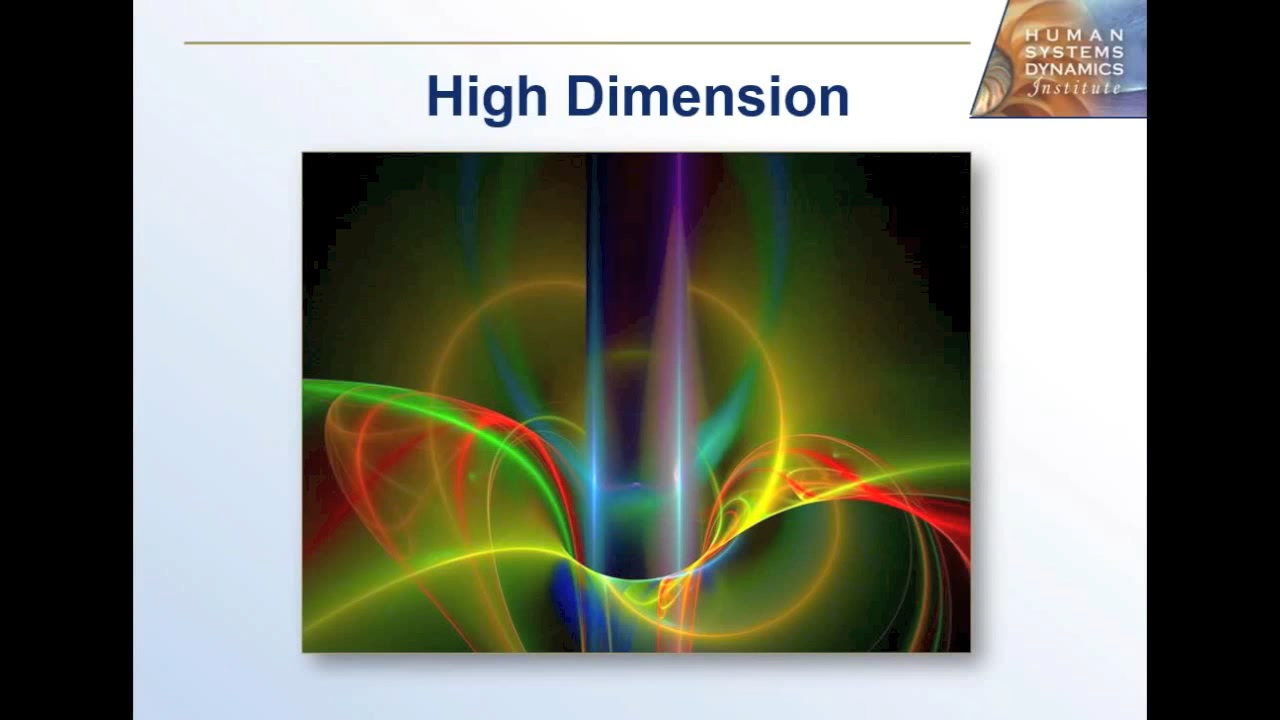 High Dimension
HUMAN
SYSTEMS
DYNAMICS
Institute